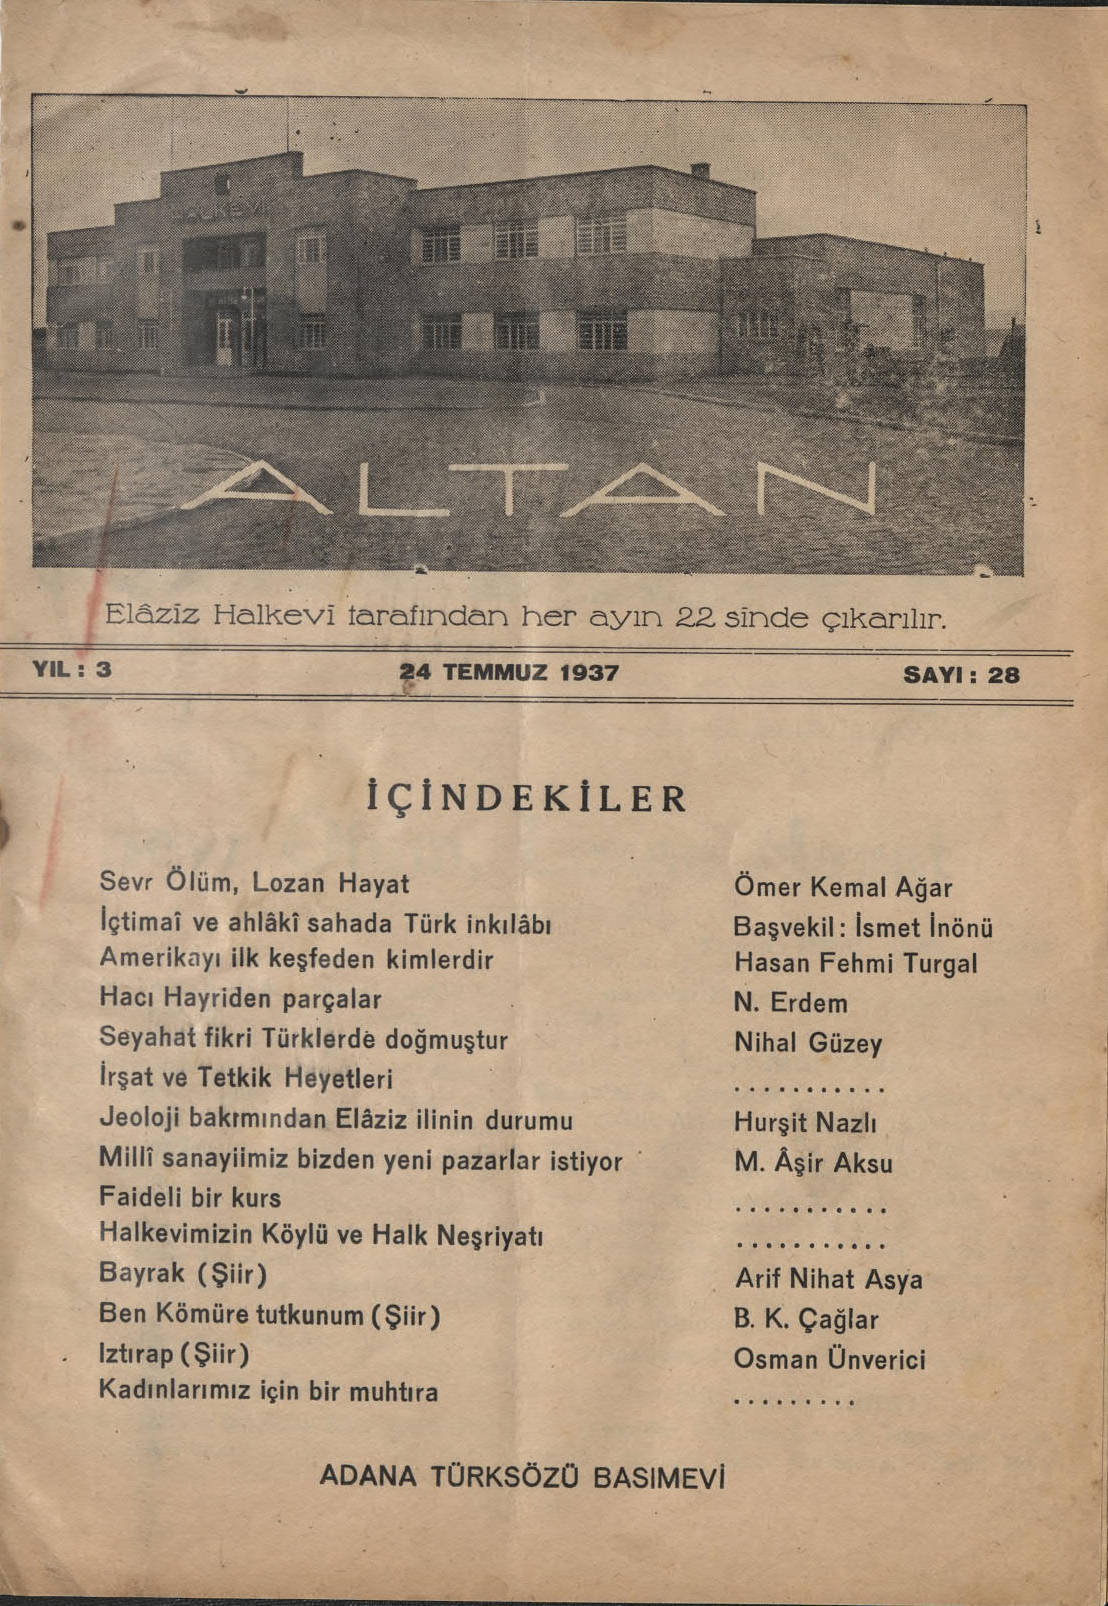 HALKEVİ
ALTAN
Elâziz Halkevi tarafından her ayın 22 sinde çıkarılır.
YIL : 3 24 TEMMUZ 1937 SAYI : 28
İÇİNDEKİLER
Sevr Ölüm, Lozan Hayat Ömer Kemal Ağar
İçtimaî ve ahlâkî sahada Türk inkılâbı Başvekil : İsmet İnönü
Amerikayı ilk keşfeden kimlerdir Hasan Fehmi Turgal
Hacı Hayriden parçalar N. Erdem
Seyahat fikri Türklerde doğmuştur Nihal Güzey
İrşat ve Tetkik Heyetleri ...........
Jeoloji bakımından Elâziz ilinin durumu Hurşit Nazlı
Millî sanayiimiz bizden yeni pazarlar istiyor M. Âşir Aksu
Faideli bir kurs ...........
Halkevimizin Köylü ve Halk Neşriyatı ...........
Bayrak (Şiir) Arif Nihat Asya
Ben Kömüre tutkunum (Şiir) B. K. Çağlar
Iztırap (Şiir) Osman Ünverici
Kadınlarımız için bir muhtıra .........
ADANA TÜRKSÖZÜ BASIMEVİ